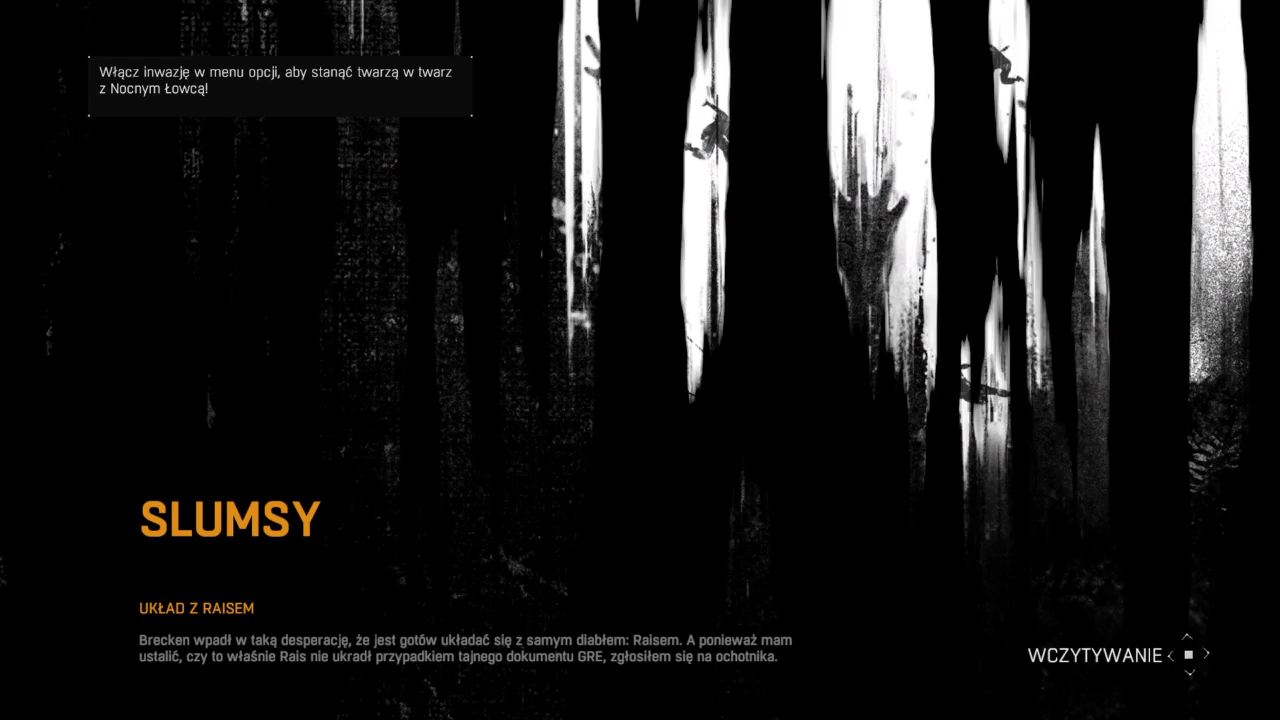 Włącz inwazję w menu opcji, aby stanąć twarzą w twarz
z Nocnym Łowcą!
SLUMSY
UKŁAD Z RAISEM
Brecken wpadł w taką desperację, że jest gotów układać się z samym diabłem: Raisem. A ponieważ mam
ustalić, czy to właśnie Rais nie ukradł przypadkiem tajnego dokumentu GRE, zgłosiłem się na ochotnika.
WCZYTYWANIE